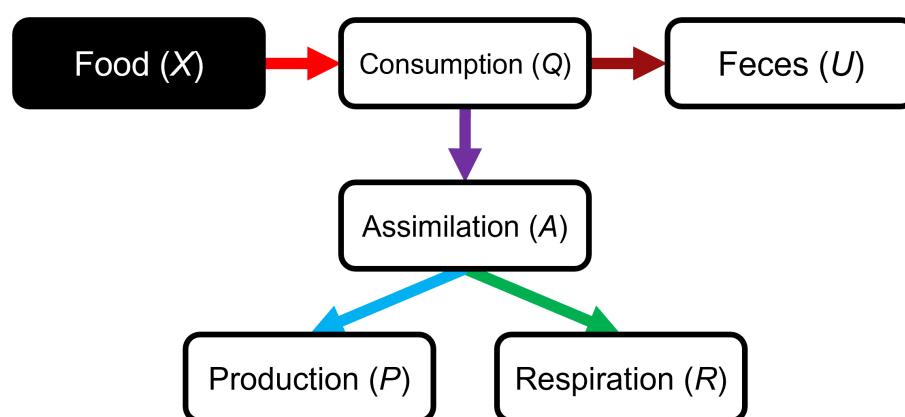 Food (X)
Consumption (Q)
Feces (U)
Assimilation (A)
Production (P)
Respiration (R)